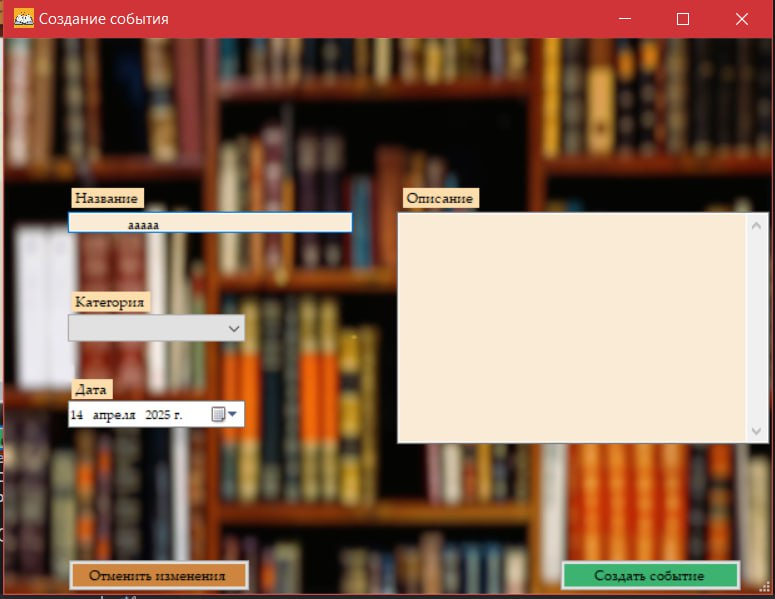 Создание события
Название
ааааа
Описание
Категория
Дата
14 апреля 2025 г.
Отменить изменения
Создать событие